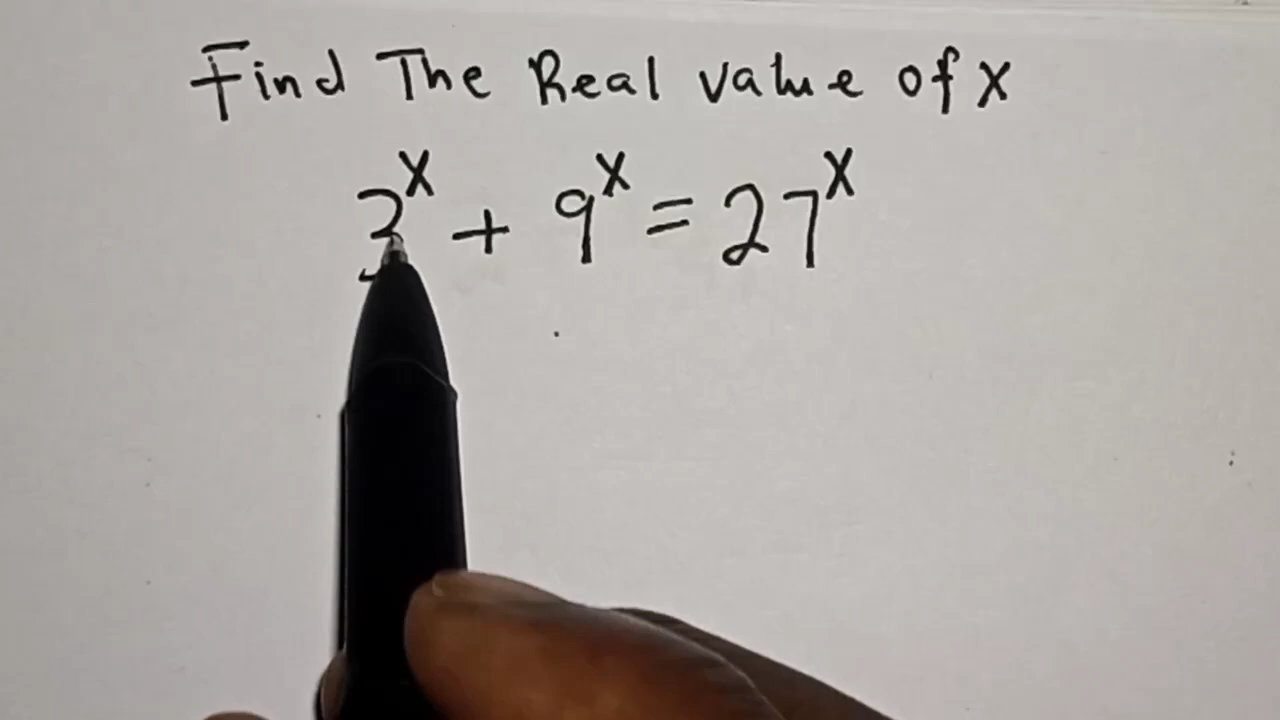 Find The Real value of x
3^x + 9^x = 27^x